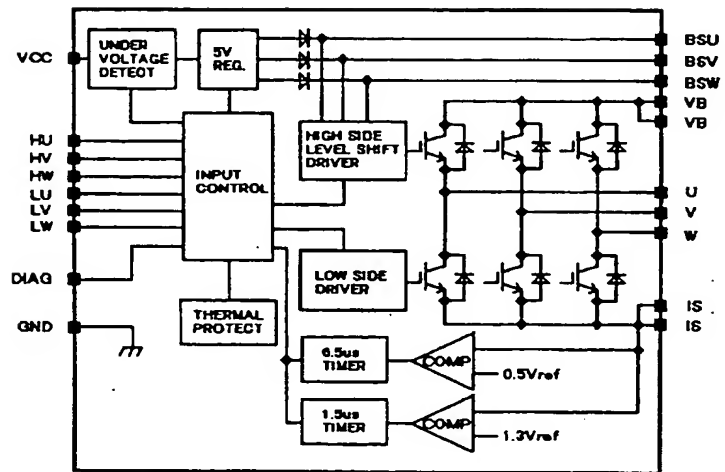 VCC
HU
HV
HW
LU
LV
LW
DIAG
GND
UNDER
VOLTAGE
DETECT
5V
REG.
INPUT
CONTROL
THERMAL
PROTECT
HIGH SIDE
LEVEL SHIFT
DRIVER
LOW SIDE
DRIVER
6.5us
TIMER
COMP
0.5Vref
1.5us
TIMER
COMP
1.3Vref
BSU
BSV
BSW
VB
VB
U
V
W
IS
IS